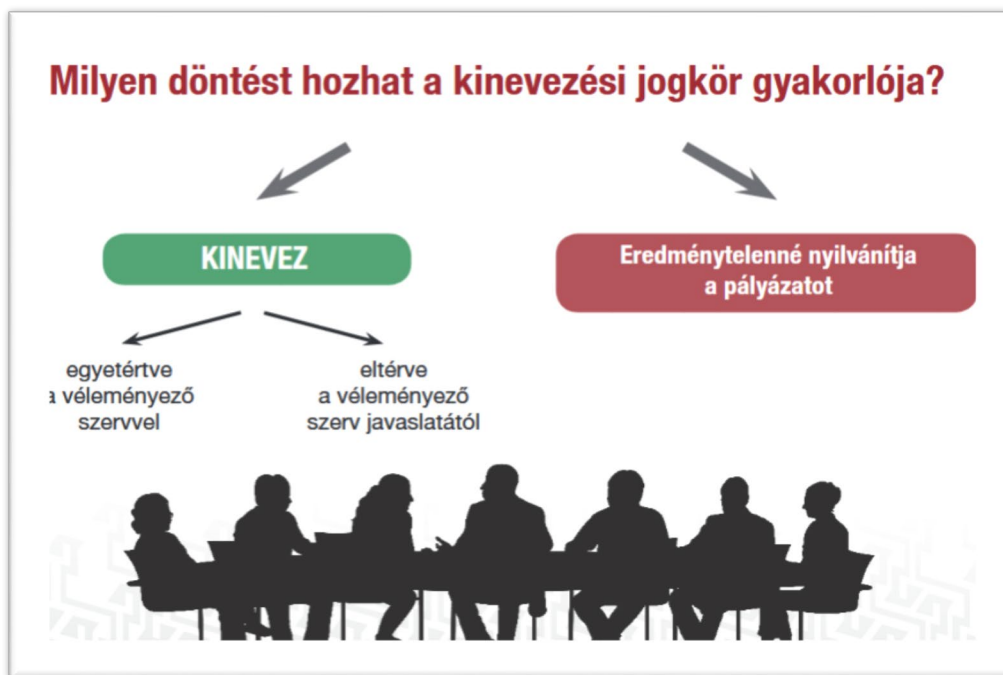 Milyen döntést hozhat a kinevezési jogkör gyakorlója?
KINEVEZ
Eredménytelenné nyilvánítja
a pályázatot
egyetértve
a véleményező
szervvel
eltérve
a véleményező
szerv javaslatától